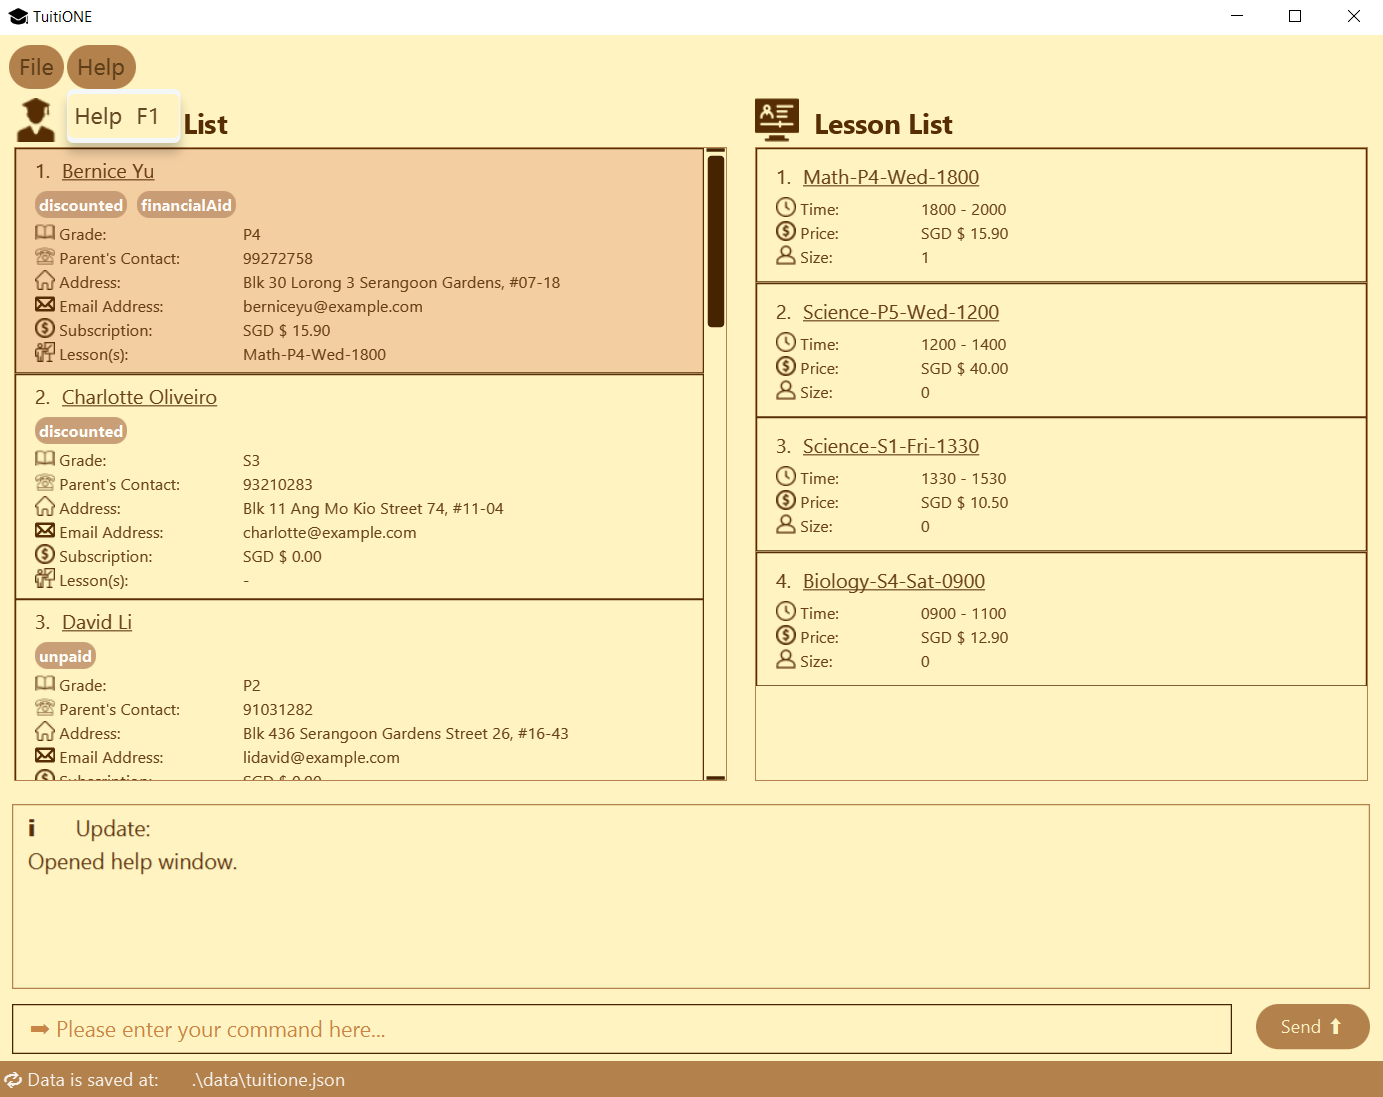 TuitiONE
File Help
Help F1
List
1. Bernice Yu
discounted financialAid
Grade: P4
Parent's Contact: 99272758
Address: Blk 30 Lorong 3 Serangoon Gardens, #07-18
Email Address: berniceyu@example.com
Subscription: SGD $ 15.90
Lesson(s): Math-P4-Wed-1800
2. Charlotte Oliveiro
discounted
Grade: S3
Parent's Contact: 93210283
Address: Blk 11 Ang Mo Kio Street 74, #11-04
Email Address: charlotte@example.com
Subscription: SGD $ 0.00
Lesson(s): -
3. David Li
unpaid
Grade: P2
Parent's Contact: 91031282
Address: Blk 436 Serangoon Gardens Street 26, #16-43
Email Address: lidavid@example.com
Subscription: SGD $ 0.00
Lesson List
1. Math-P4-Wed-1800
Time: 1800 - 2000
Price: SGD $ 15.90
Size: 1
2. Science-P5-Wed-1200
Time: 1200 - 1400
Price: SGD $ 40.00
Size: 0
3. Science-S1-Fri-1330
Time: 1330 - 1530
Price: SGD $ 10.50
Size: 0
4. Biology-S4-Sat-0900
Time: 0900 - 1100
Price: SGD $ 12.90
Size: 0
Update:
Opened help window.
➡ Please enter your command here...
Send ⬆
Data is saved at: .\data\tuitione.json